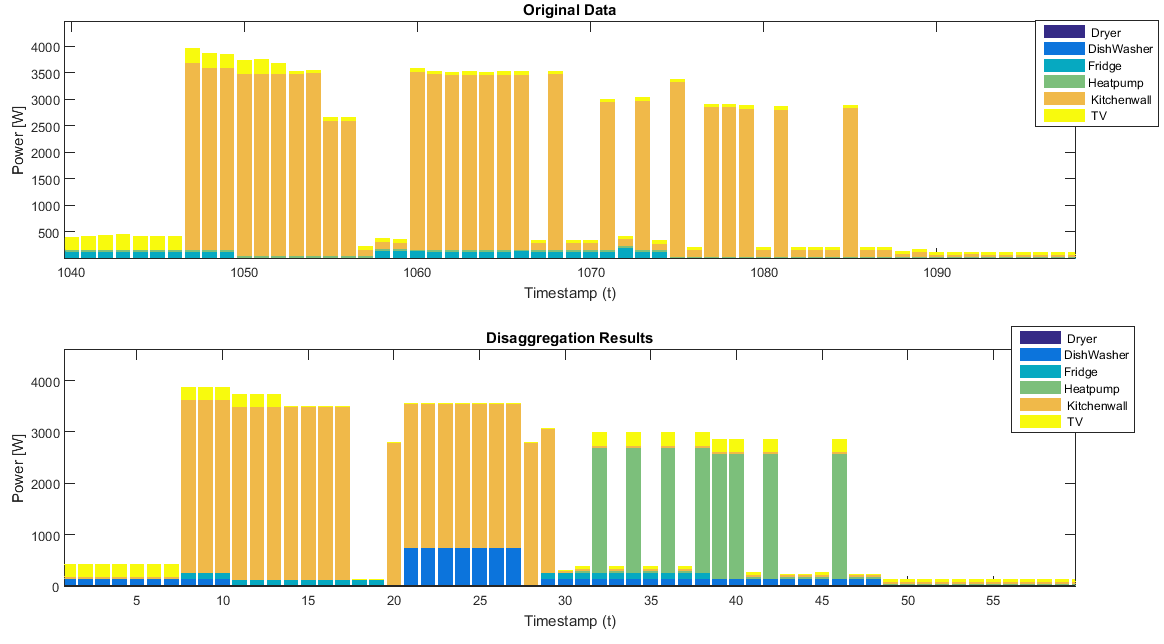 Original Data
Power [W]
4000
3500
3000
2500
2000
1500
1000
500
1040 1050 1060 1070 1080 1090
Timestamp (t)
Dryer
DishWasher
Fridge
Heatpump
Kitchenwall
TV
Disaggregation Results
Power [W]
4000
3000
2000
1000
0
5 10 15 20 25 30 35 40 45 50 55
Timestamp (t)
Dryer
DishWasher
Fridge
Heatpump
Kitchenwall
TV